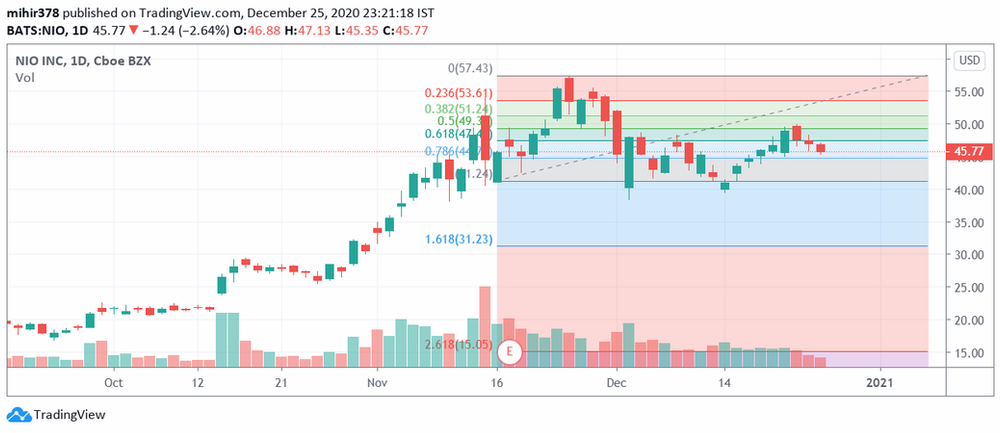 mihir378 published on TradingView.com, December 25, 2020 23:21:18 IST
BATS:NIO, 1D 45.77 ▼ −1.24 (−2.64%) O:46.88 H:47.13 L:45.35 C:45.77
NIO INC, 1D, Cboe BZX
Vol
USD
0(57.43)
0.236(53.61)
0.382(51.24)
0.5(49.3
0.618(47.4
0.786(44.7
1.24)
1.618(31.23)
2.618(15.05)
E
55.00
50.00
45.77
40.00
35.00
30.00
25.00
20.00
15.00
Oct 12 21 Nov 16 Dec 14 2021
TradingView